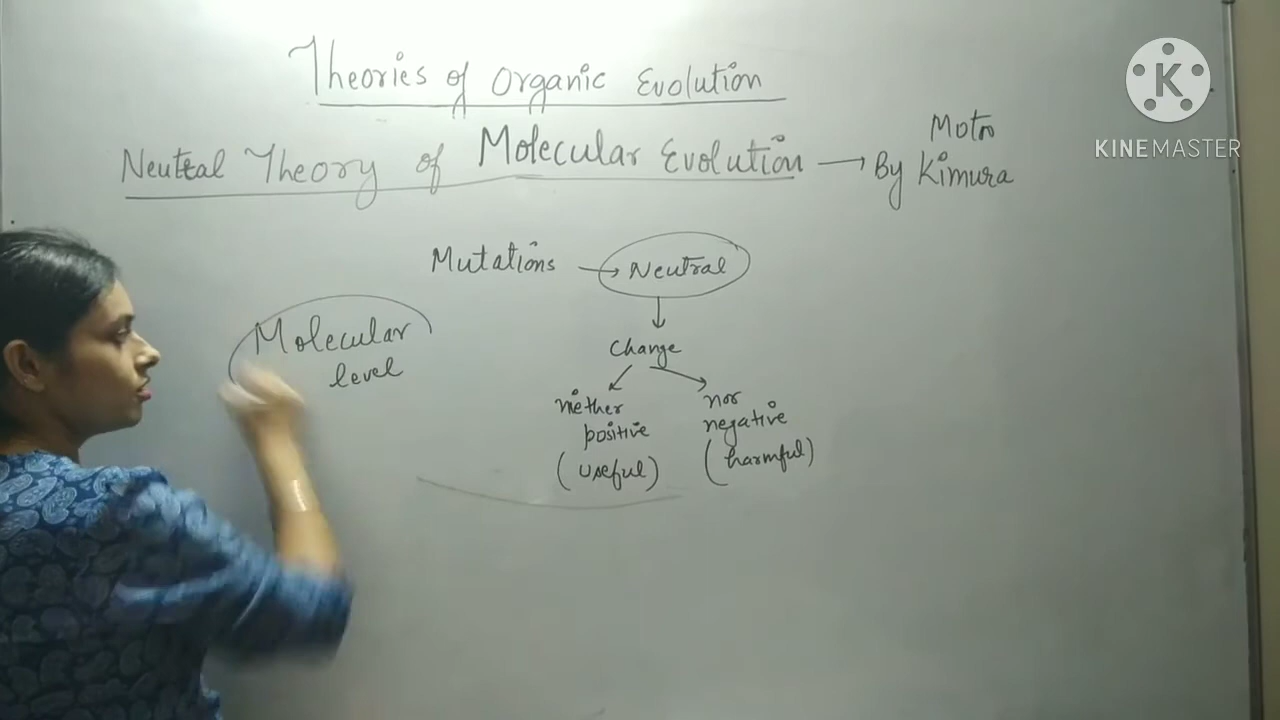 Theories of Organic Evolution
Neutral Theory of Molecular Evolution → By Kimura
Motoo
Mutations → Neutral
Molecular
level
Change
niether
positive
(useful)
nor
negative
(harmful)
K
KINEMASTER